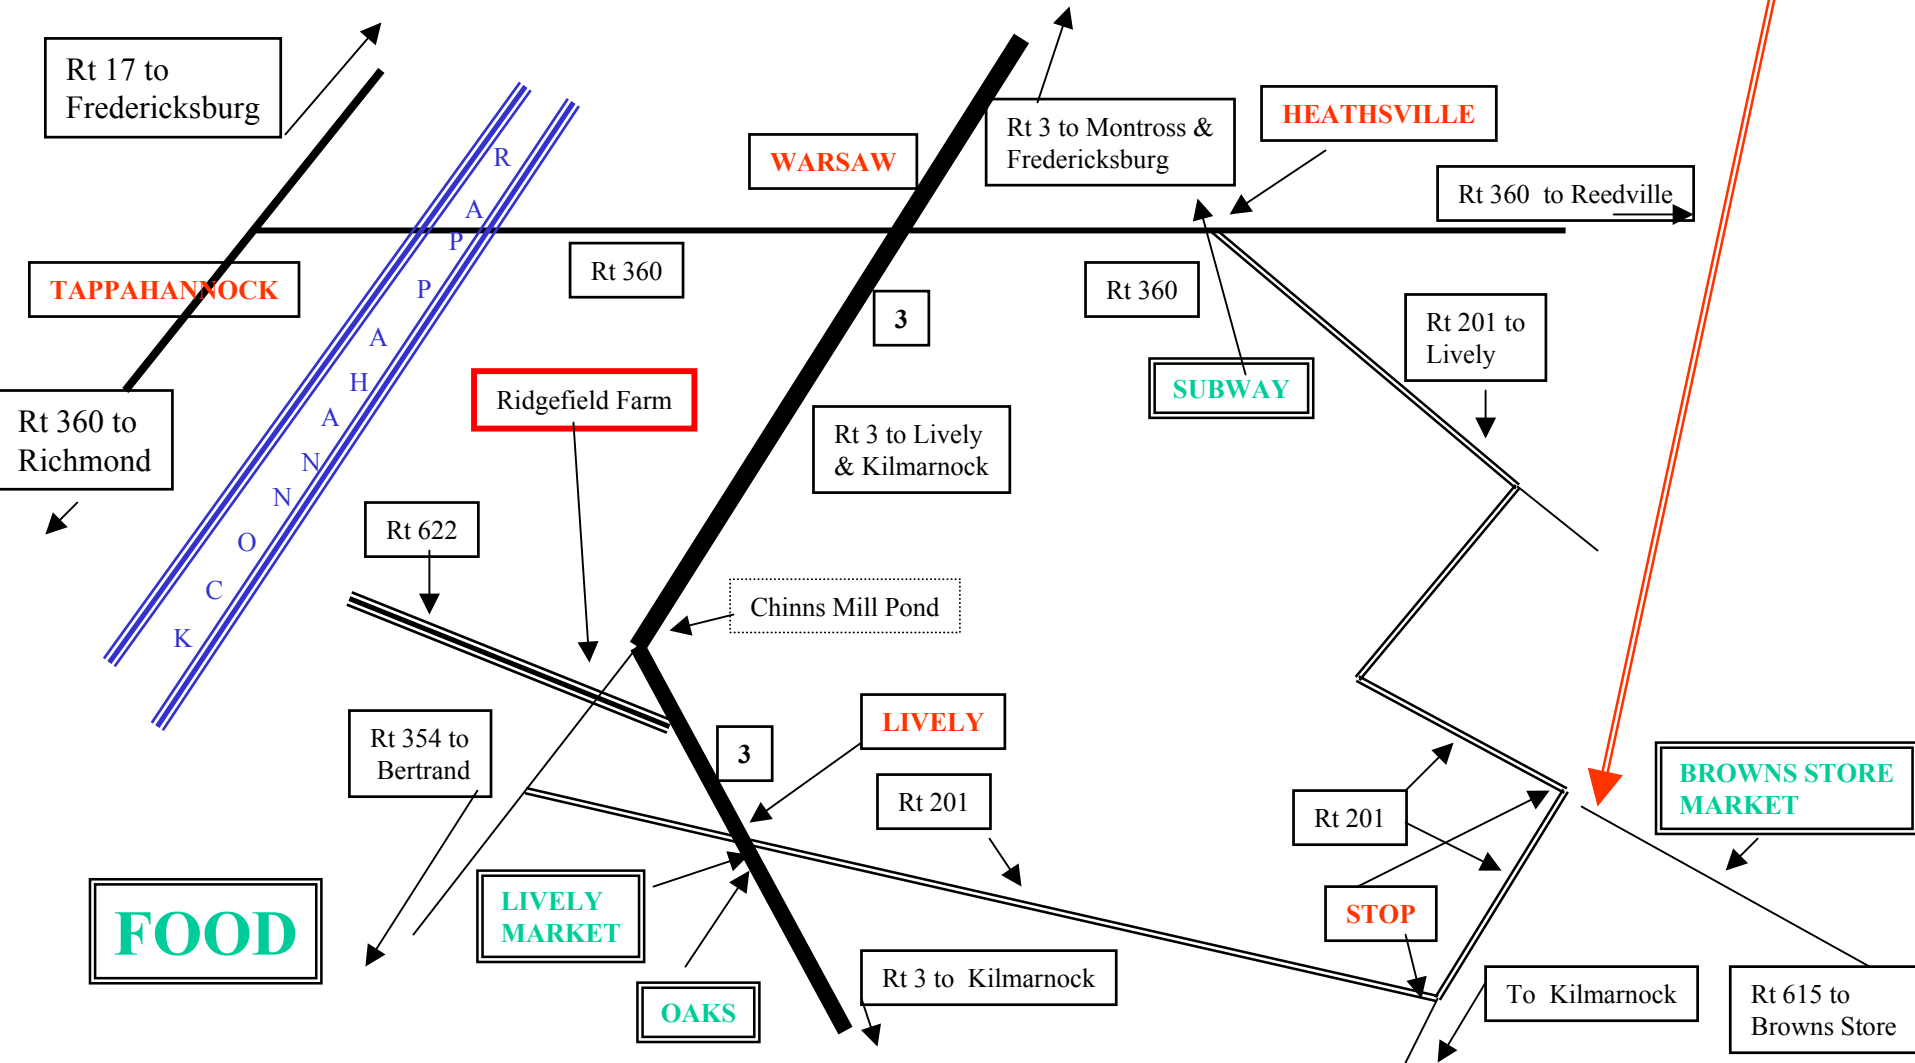 Rt 17 to
Fredericksburg
Rt 3 to Montross &
Fredericksburg
HEATHSVILLE
WARSAW
Rt 360 to Reedville
R
A
P
P
A
H
A
N
N
O
C
K
TAPPAHANNOCK
Rt 360
3
Rt 360
Rt 201 to
Lively
SUBWAY
Ridgefield Farm
Rt 360 to
Richmond
Rt 3 to Lively
& Kilmarnock
Rt 622
Chinns Mill Pond
Rt 354 to
Bertrand
3
LIVELY
Rt 201
Rt 201
BROWNS STORE
MARKET
FOOD
LIVELY
MARKET
STOP
OAKS
Rt 3 to Kilmarnock
To Kilmarnock
Rt 615 to
Browns Store